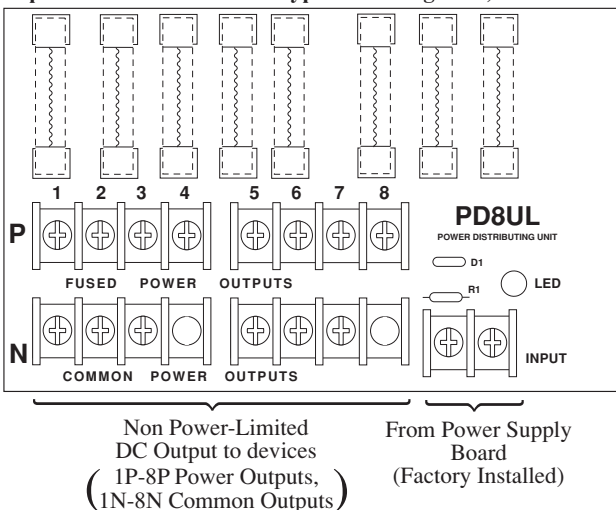 1 2 3 4 5 6 7 8
P
PD8UL
POWER DISTRIBUTING UNIT
D1
FUSED POWER OUTPUTS
LED
R1
N
INPUT
COMMON POWER OUTPUTS
Non Power-Limited
DC Output to devices
(1P-8P Power Outputs,
1N-8N Common Outputs)
From Power Supply
Board
(Factory Installed)